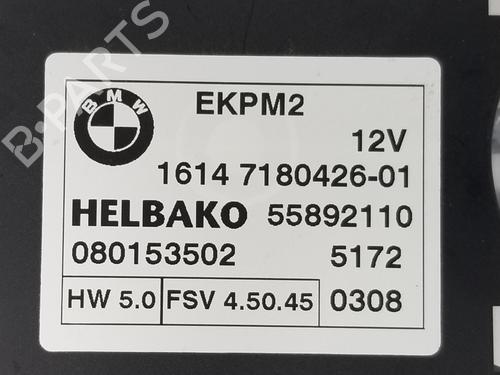 B-PARTS
BMW
EKPM2
12V
1614 7180426-01
HELBAKO 55892110
080153502 5172
HW 5.0 FSV 4.50.45 0308